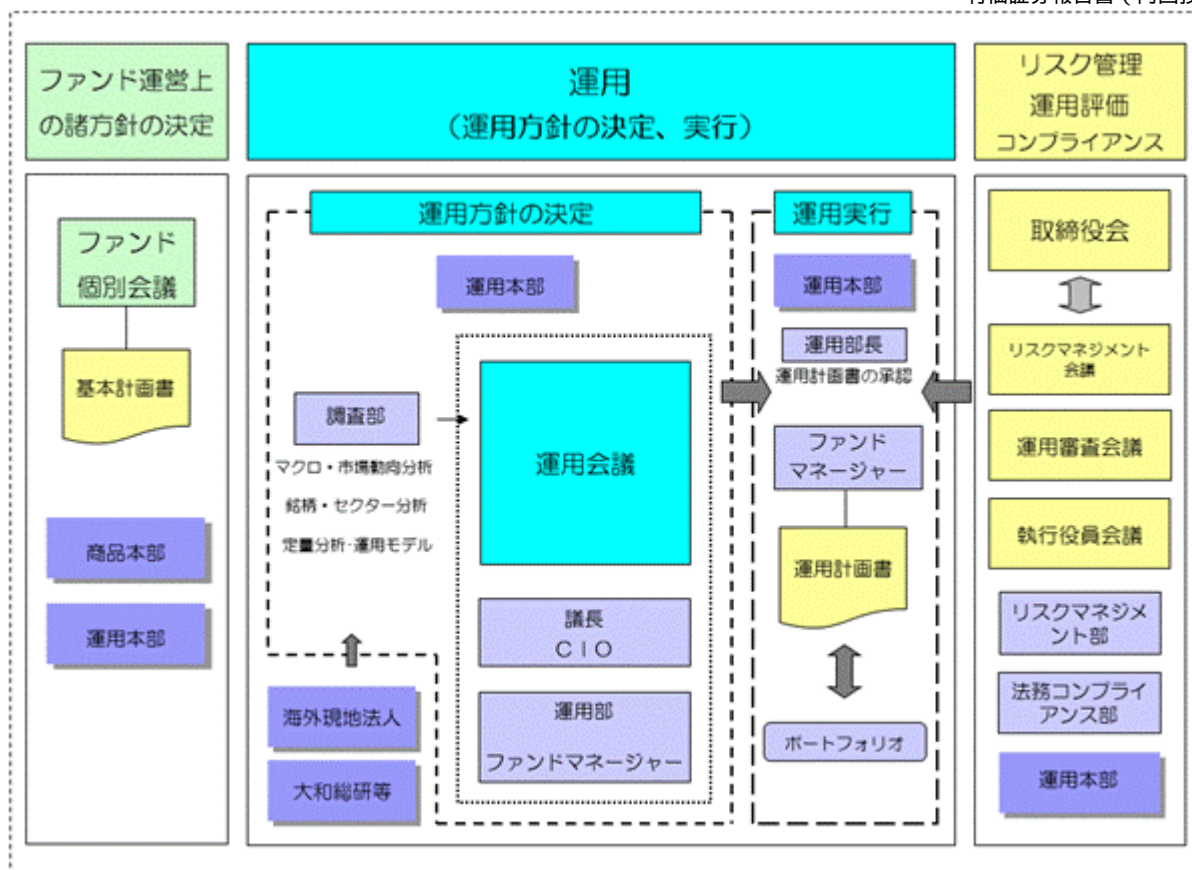 ファンド運営上
の諸方針の決定
ファンド
個別会議
基本計画書
商品本部
運用本部
運用
(運用方針の決定、実行)
運用方針の決定
運用本部
調査部
マクロ・市場動向分析
銘柄・セクター分析
定量分析・運用モデル
運用会議
議長
CIO
運用部
ファンドマネージャー
海外現地法人
大和総研等
運用実行
運用本部
運用部長
運用計画書の承認
ファンド
マネージャー
運用計画書
ポートフォリオ
リスク管理
運用評価
コンプライアンス
取締役会
リスクマネジメント
会議
運用審査会議
執行役員会議
リスクマネジメ
ント部
法務コンプライ
アンス部
運用本部